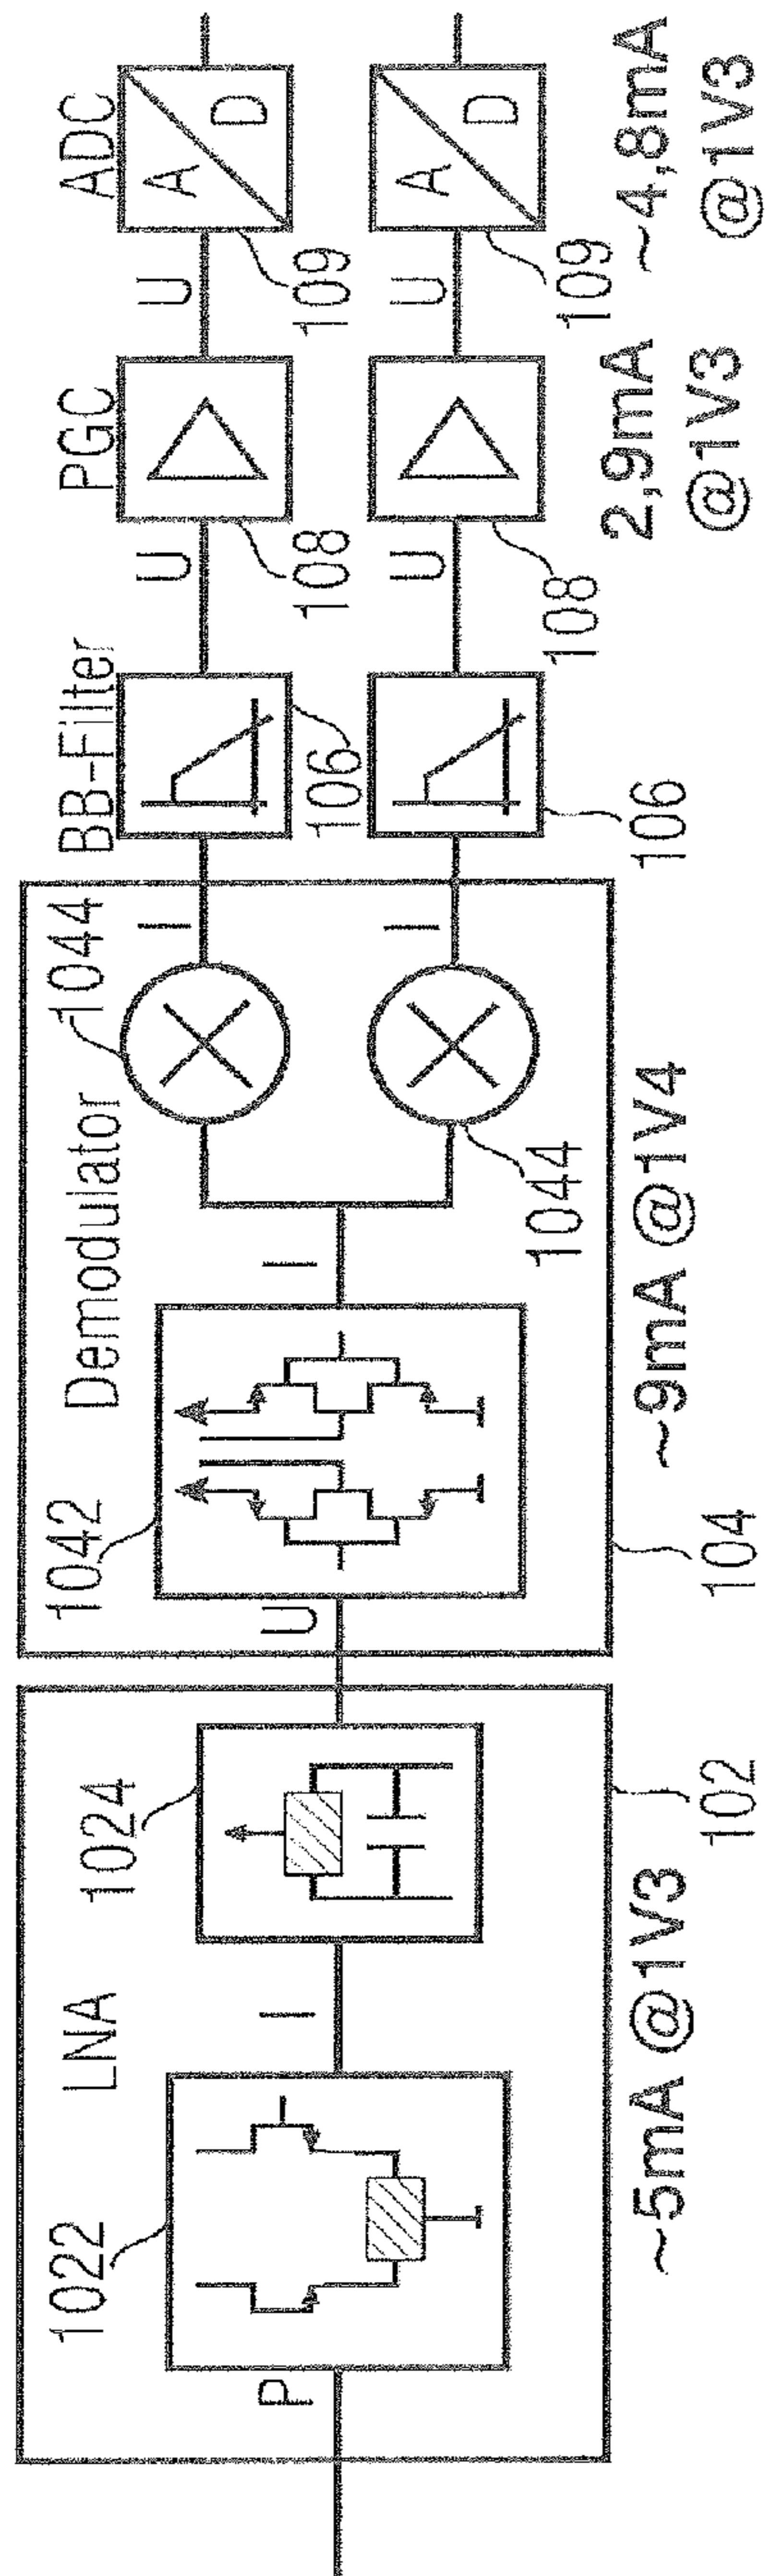 LNA
1022
1024
P
I
~5mA @1V3
102
Demodulator
1042
1044
U
I
I
I
1044
~9mA @1V4
104
BB-Filter
106
106
U
U
PGC
108
108
2,9mA
@1V3
U
U
ADC
A
D
109
A
D
109
~4,8mA
@1V3